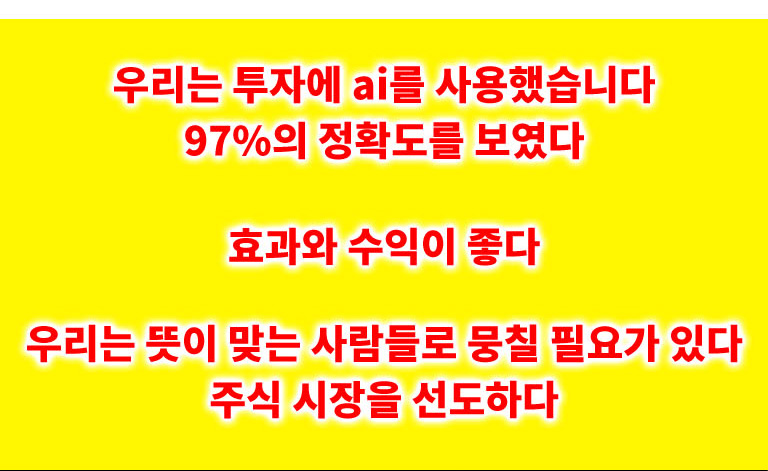 우리는 투자에 ai를 사용했습니다
97%의 정확도를 보였다
효과와 수익이 좋다
우리는 뜻이 맞는 사람들로 뭉칠 필요가 있다
주식 시장을 선도하다